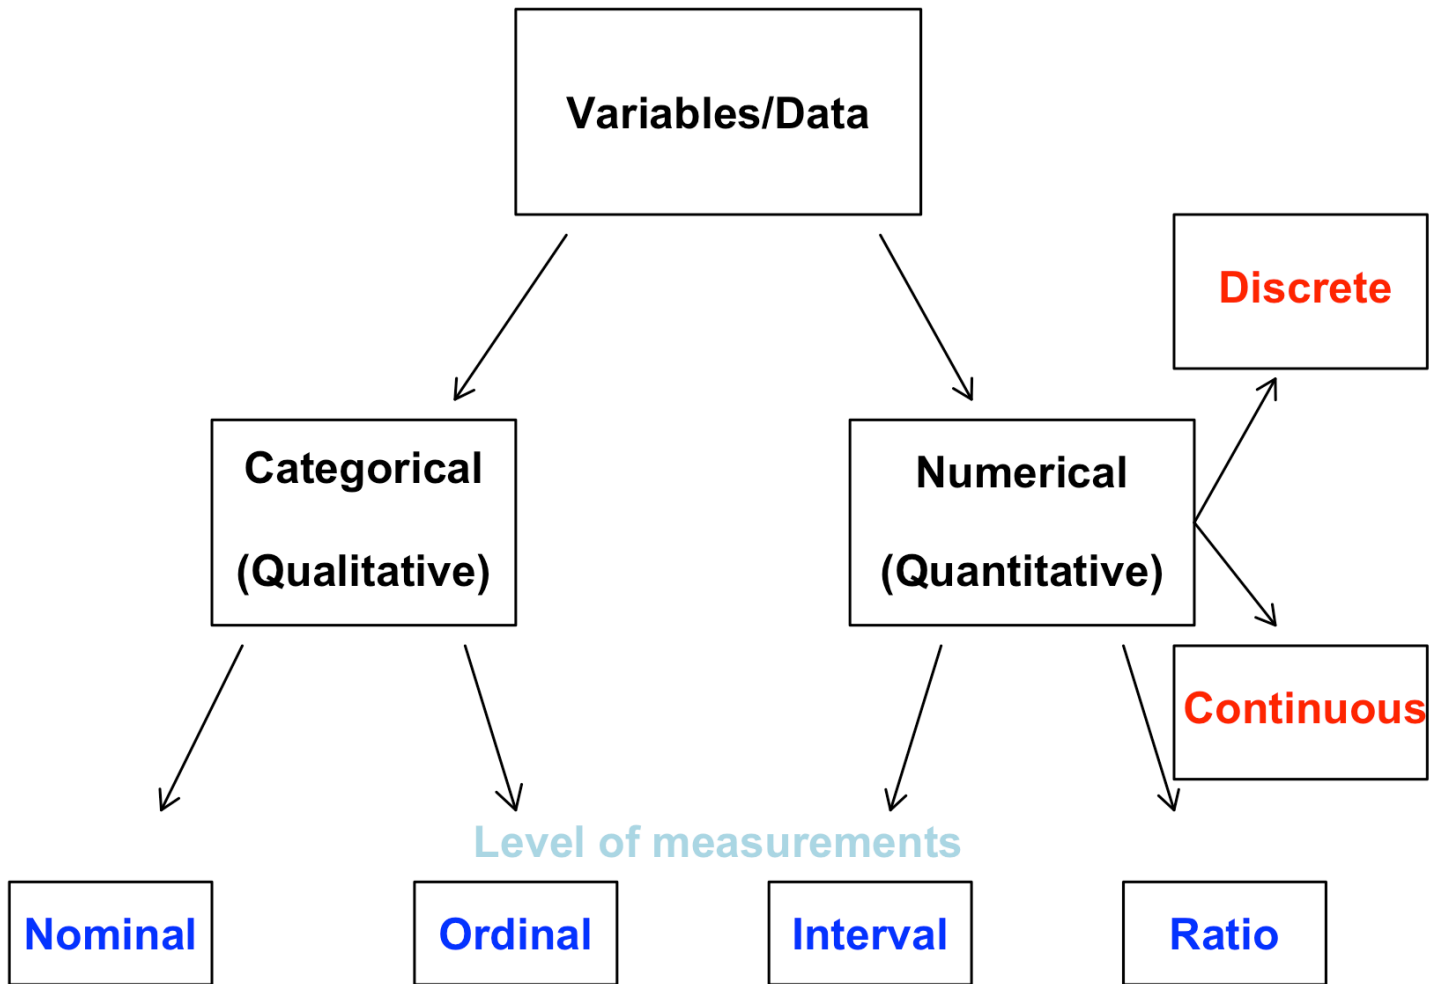 Variables/Data
Discrete
Categorical
(Qualitative)
Numerical
(Quantitative)
Continuous
Level of measurements
Nominal
Ordinal
Interval
Ratio